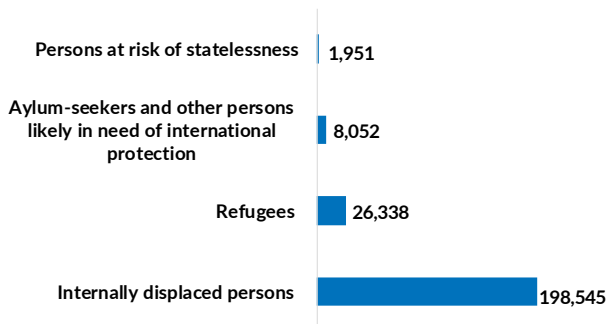 Persons at risk of statelessness
1,951
Aylum-seekers and other persons
likely in need of international
protection
8,052
Refugees
26,338
Internally displaced persons
198,545